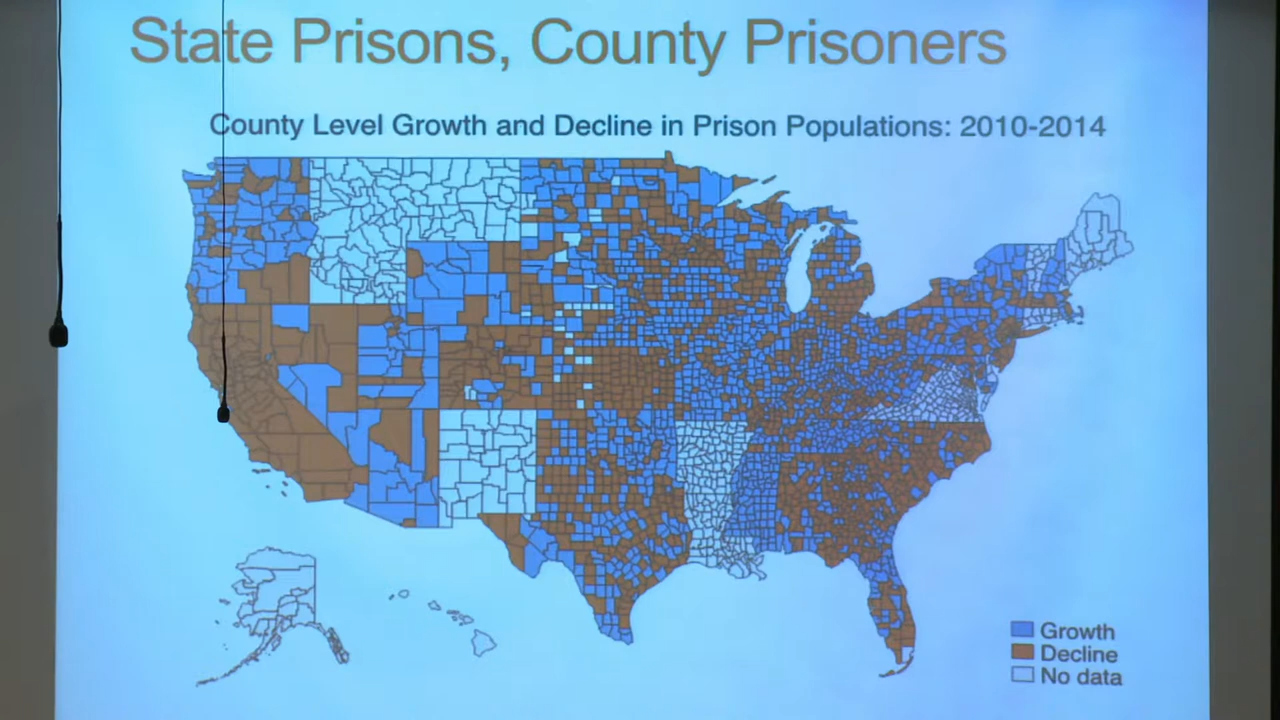 State Prisons, County Prisoners
County Level Growth and Decline in Prison Populations: 2010-2014
Growth
Decline
No data